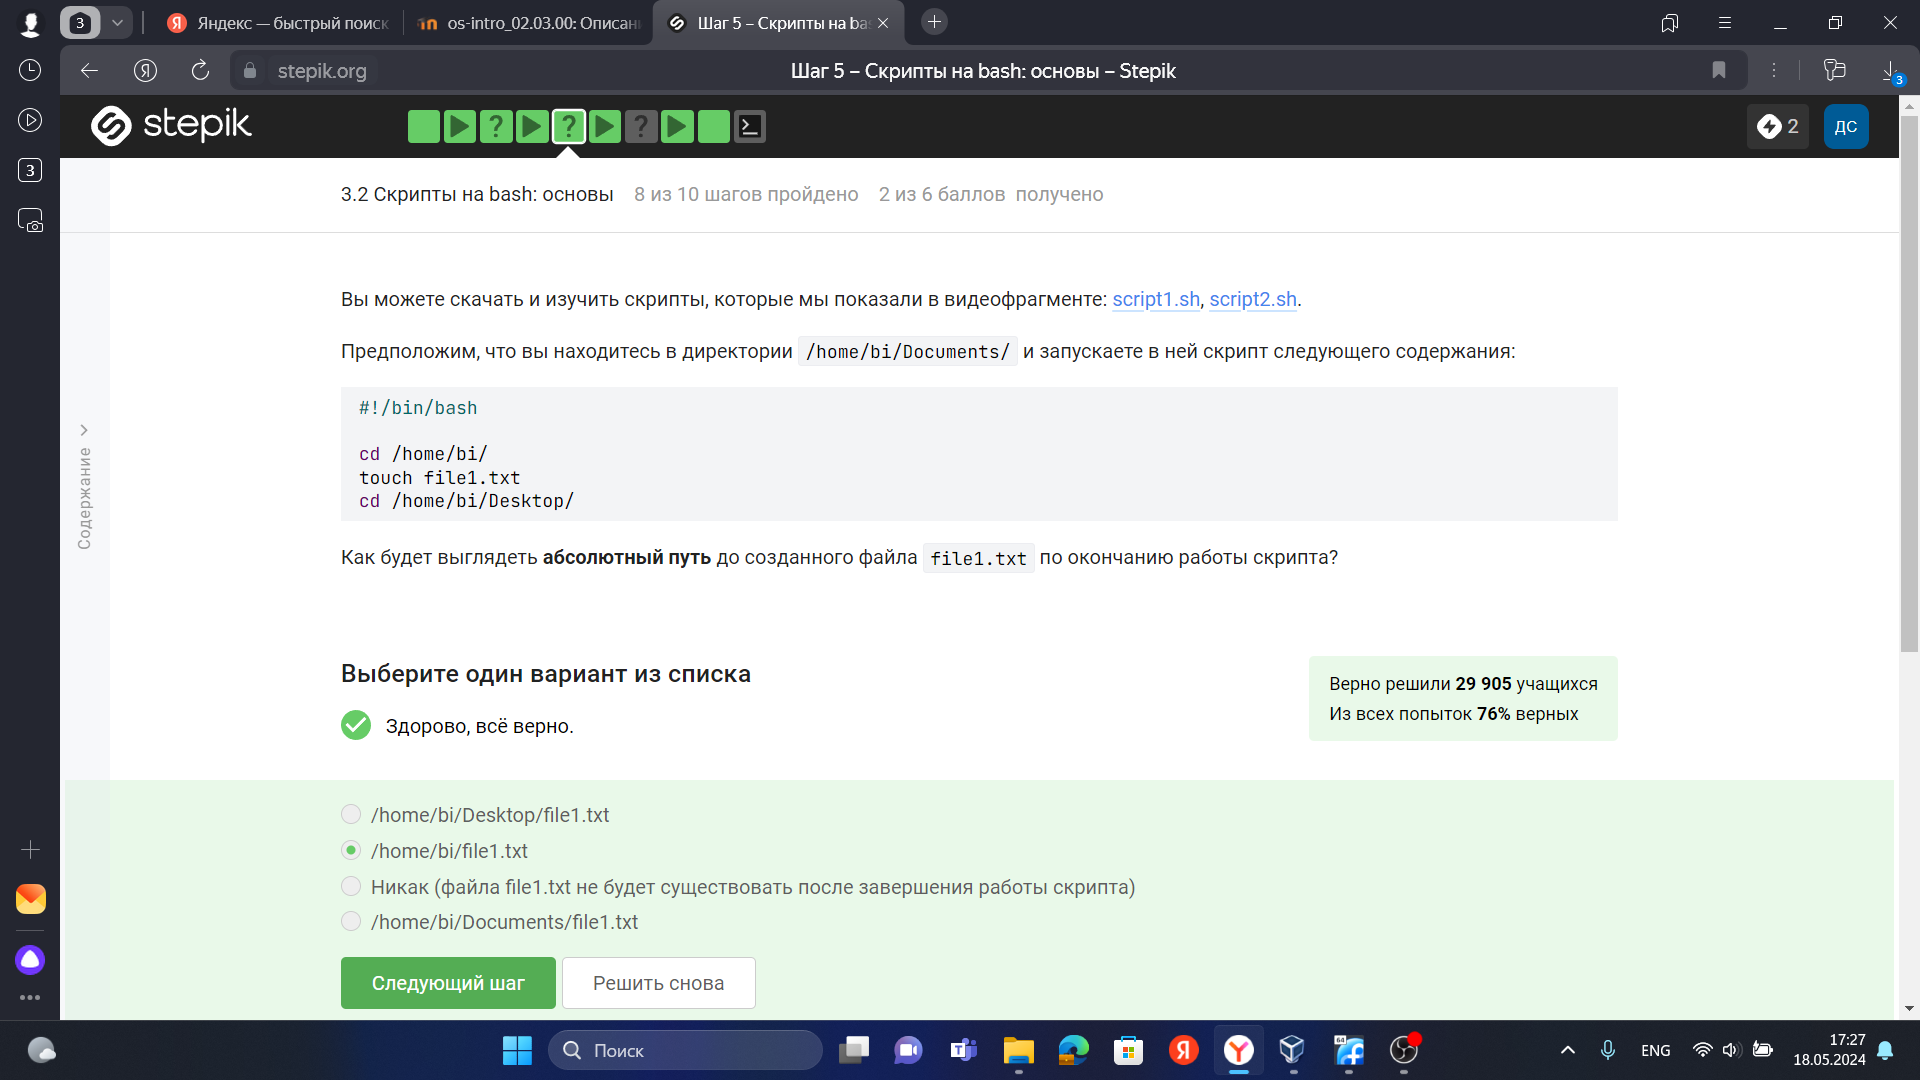 3
Яндекс — быстрый поиск
os-intro_02.03.00: Описан
Шаг 5 – Скрипты на ba
stepik.org
Шаг 5 – Скрипты на bash: основы – Stepik
3
3
stepik
2
ДС
3.2 Скрипты на bash: основы 8 из 10 шагов пройдено 2 из 6 баллов получено
Содержание
Вы можете скачать и изучить скрипты, которые мы показали в видеофрагменте: script1.sh, script2.sh.
Предположим, что вы находитесь в директории /home/bi/Documents/ и запускаете в ней скрипт следующего содержания:
#!/bin/bash
cd /home/bi/
touch file1.txt
cd /home/bi/Desktop/
Как будет выглядеть абсолютный путь до созданного файла file1.txt по окончанию работы скрипта?
Выберите один вариант из списка
Здорово, всё верно.
Верно решили 29 905 учащихся
Из всех попыток 76% верных
/home/bi/Desktop/file1.txt
/home/bi/file1.txt
Никак (файла file1.txt не будет существовать после завершения работы скрипта)
/home/bi/Documents/file1.txt
Следующий шаг
Решить снова
Поиск
64
ENG
17:27
18.05.2024